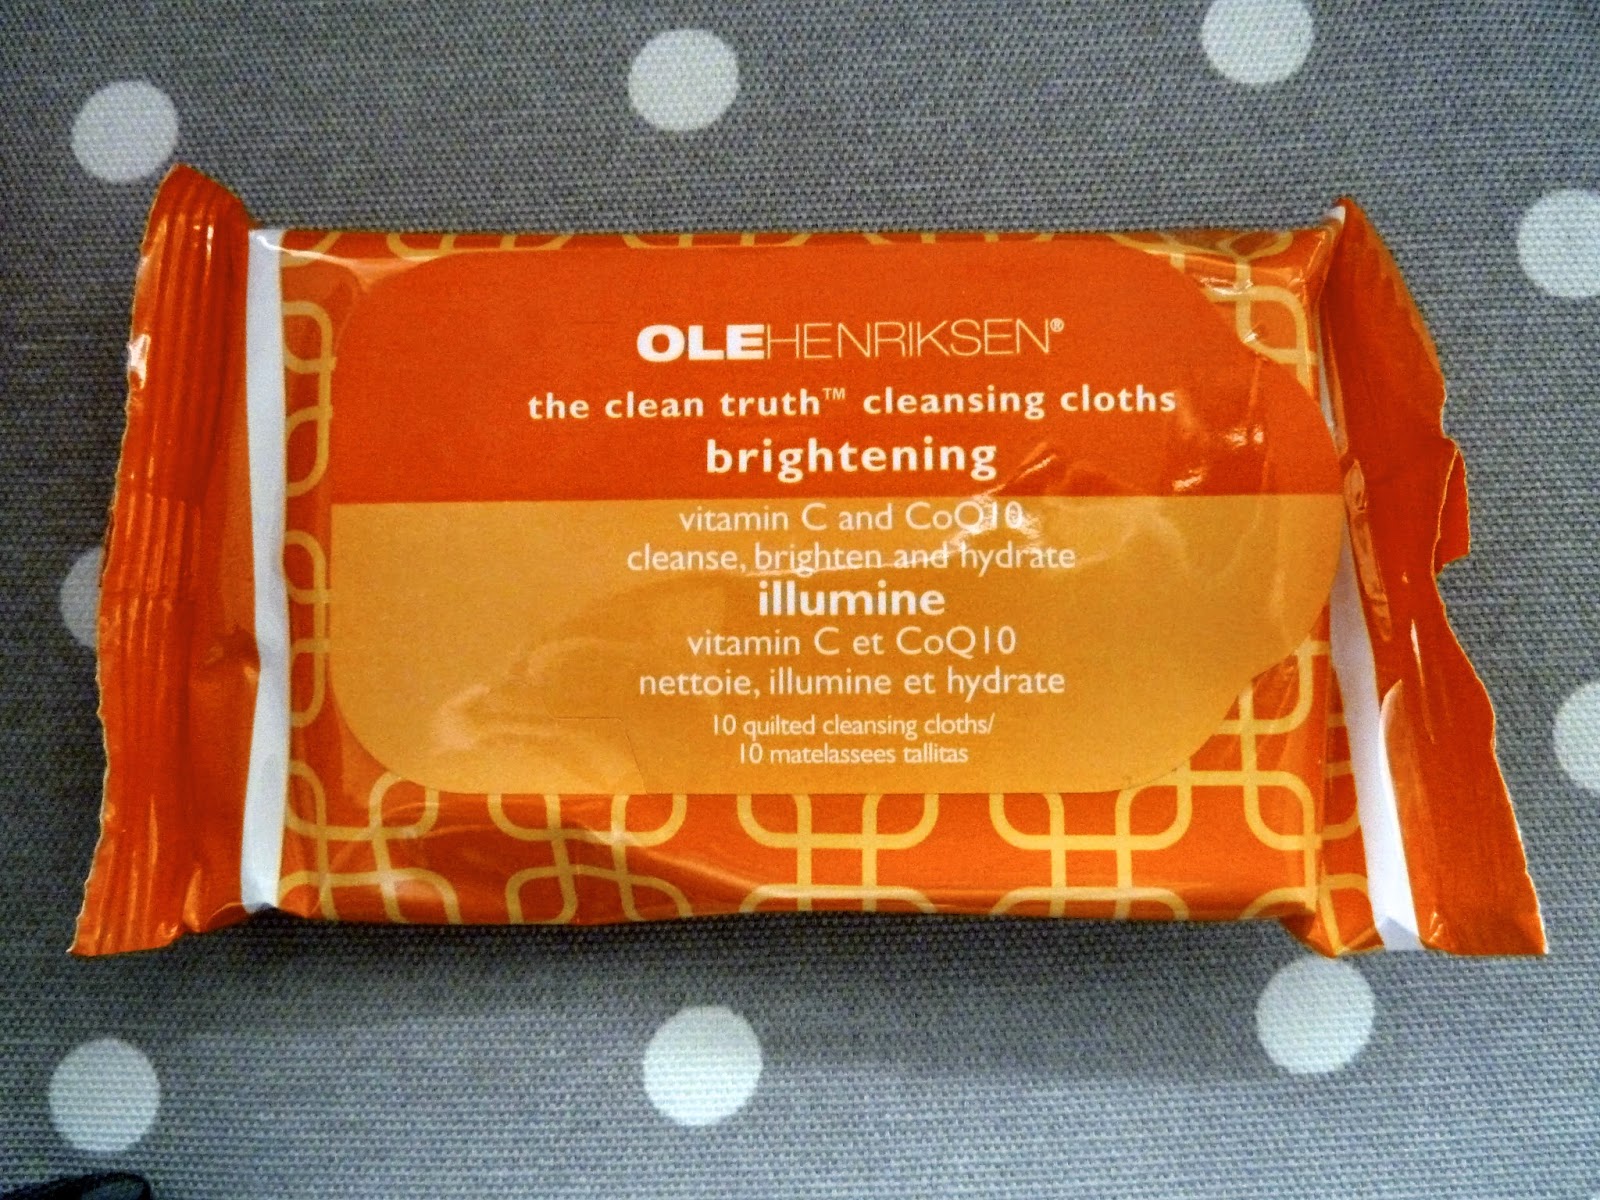 OLEHENRIKSEN®
the clean truth™ cleansing cloths
brightening
vitamin C and CoQ10
cleanse, brighten and hydrate
illumine
vitamin C et CoQ10
nettoie, illumine et hydrate
10 quilted cleansing cloths/
10 matelassees tallitas